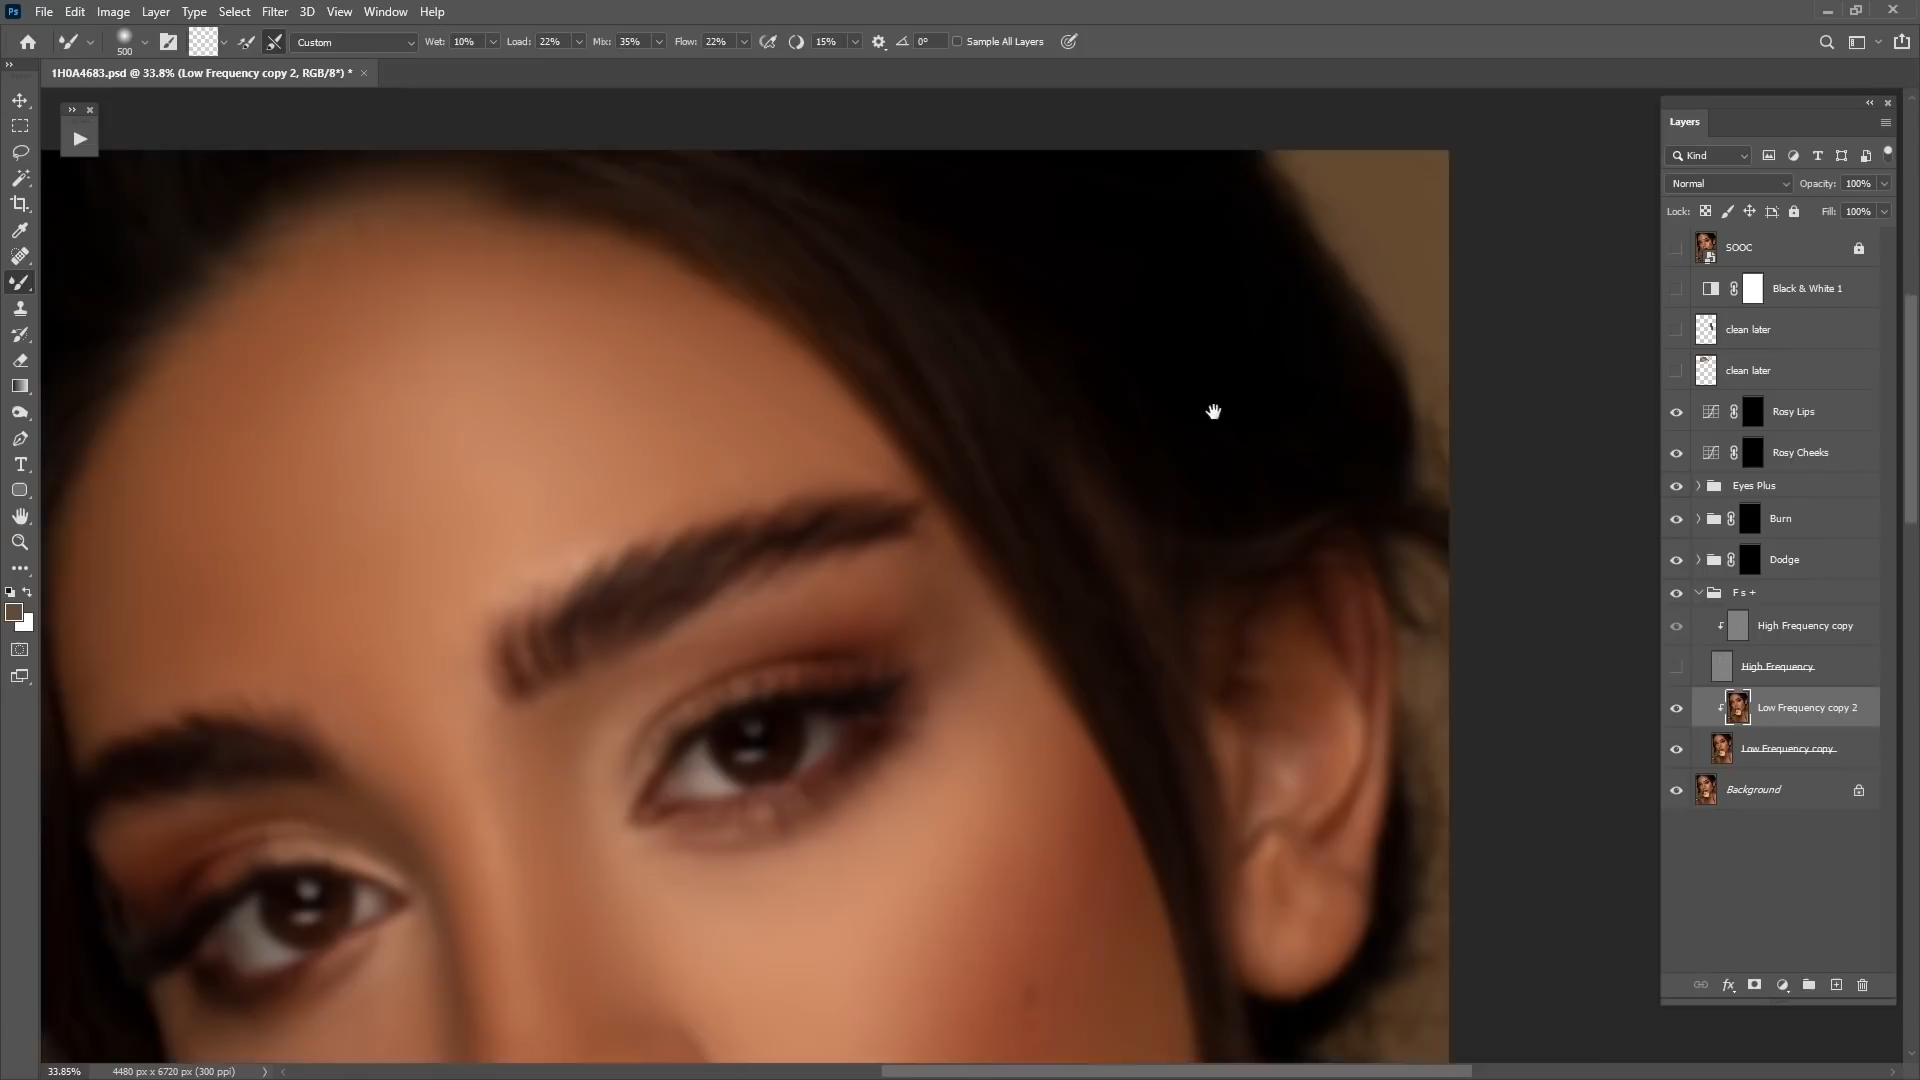 Ps File Edit Image Layer Type Select Filter 3D View Window Help
500 Custom Wet: 10% Load: 22% Mix: 35% Flow: 22% 15% 0° Sample All Layers
1H0A4683.psd @ 33.8% (Low Frequency copy 2, RGB/8*) * ×
Layers
Kind
Normal Opacity: 100%
Lock: Fill: 100%
SOOC
Black & White 1
clean later
clean later
Rosy Lips
Rosy Cheeks
Eyes Plus
Burn
Dodge
F s +
High Frequency copy
High Frequency
Low Frequency copy 2
Low Frequency copy
Background
33.85% 4480 px x 6720 px (300 ppi)